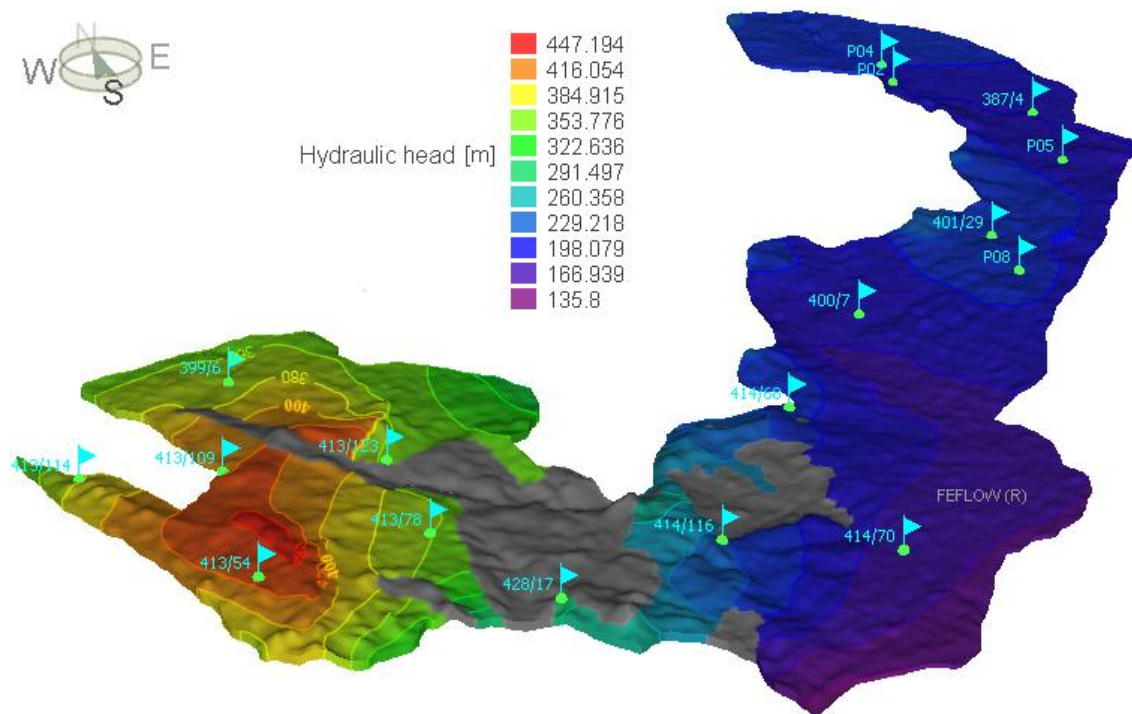 N
W E
S
Hydraulic head [m]
447.194
416.054
384.915
353.776
322.636
291.497
260.358
229.218
198.079
166.939
135.8
P04
P02
387/4
P05
401/29
P08
400/7
399/6
380
400
414/68
413/123
413/109
413/114
413/78
FEFLOW (R)
414/116
414/70
413/54
428/17